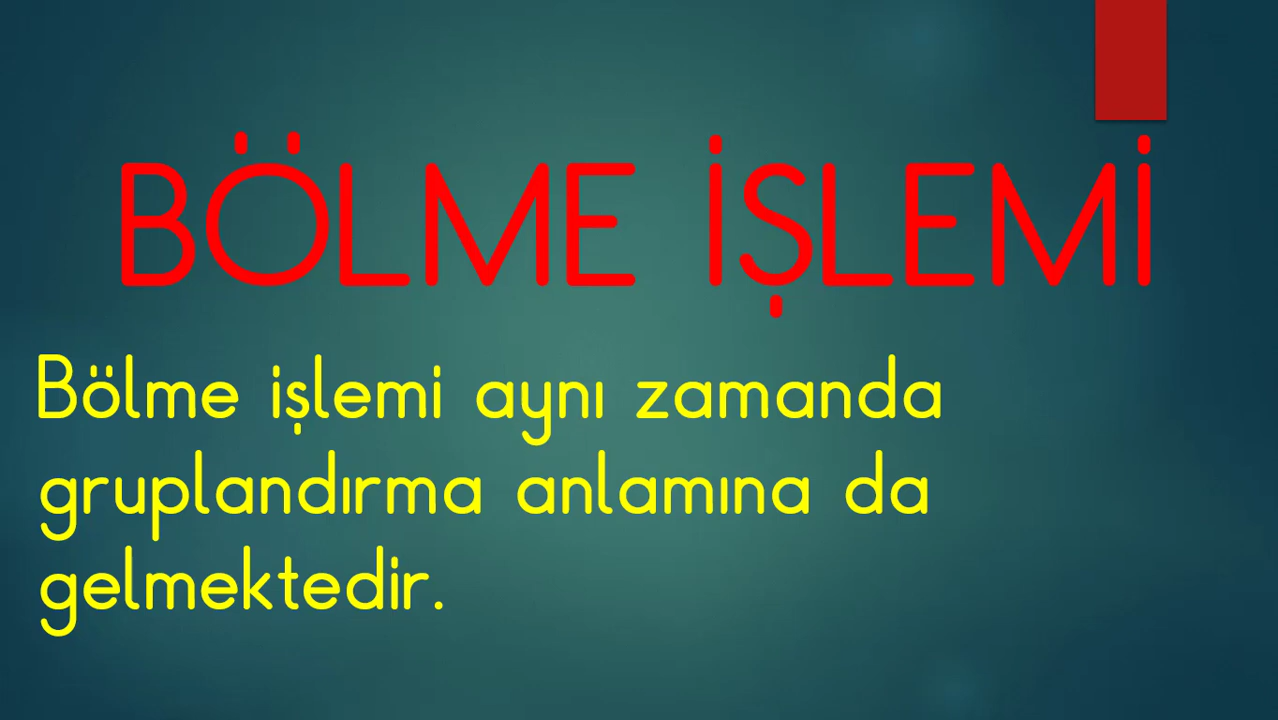 BÖLME İŞLEMİ
Bölme işlemi aynı zamanda
gruplandırma anlamına da
gelmektedir.